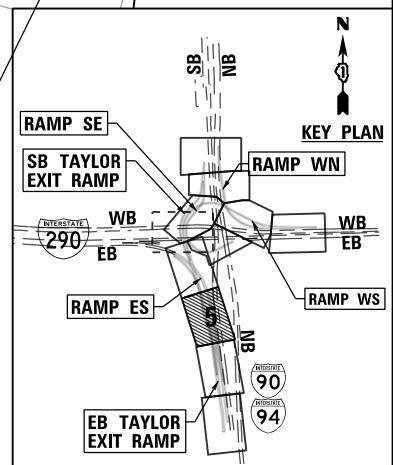 N
SB
NB
KEY PLAN
RAMP SE
SB TAYLOR
EXIT RAMP
RAMP WN
INTERSTATE
290
WB
EB
WB
EB
RAMP ES
RAMP WS
5
NB
INTERSTATE
90
INTERSTATE
94
EB TAYLOR
EXIT RAMP